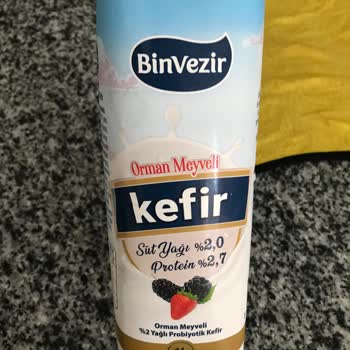 BinVezir
Orman Meyveli
kefir
Süt Yağı %2,0
Protein %2,7
Orman Meyveli
%2 Yağlı Probiyotik Kefir